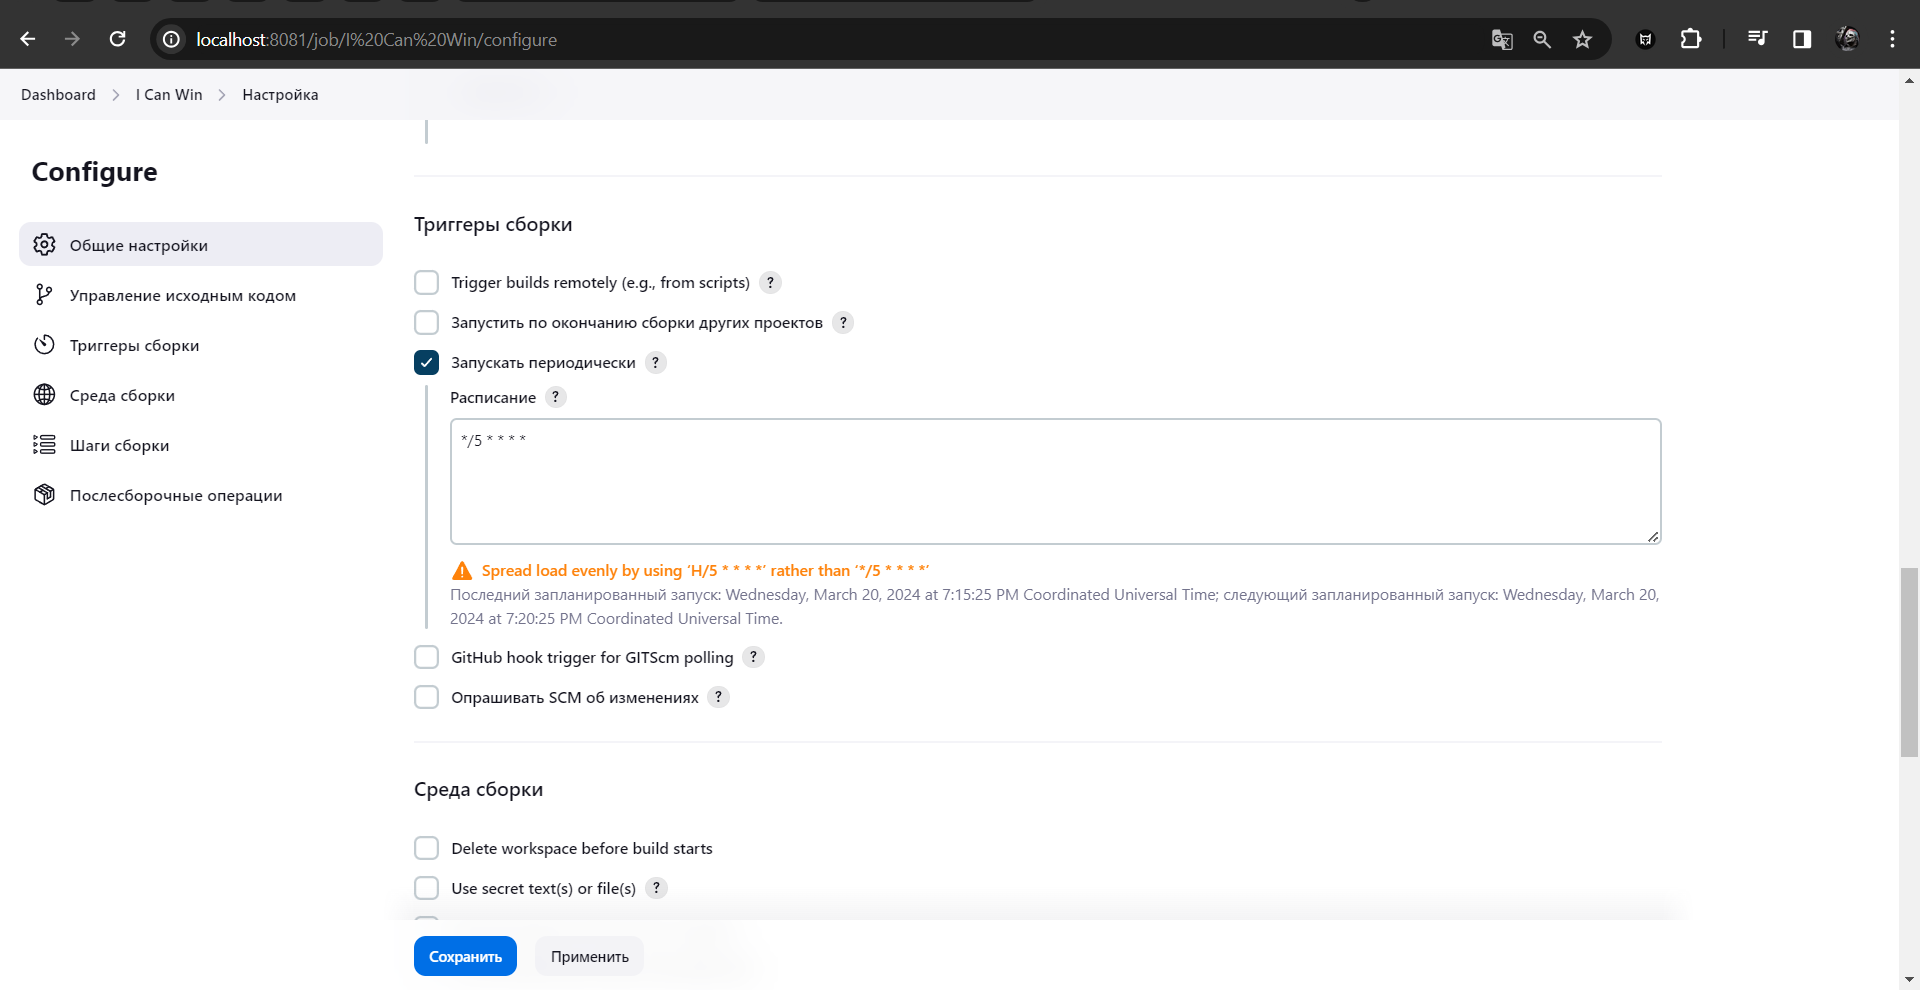 localhost:8081/job/I%20Can%20Win/configure
Dashboard
I Can Win
Настройка
Configure
Общие настройки
Управление исходным кодом
Триггеры сборки
Среда сборки
Шаги сборки
Послесборочные операции
Триггеры сборки
Trigger builds remotely (e.g., from scripts) ?
Запустить по окончанию сборки других проектов ?
Запускать периодически ?
Расписание ?
*/5 * * * *
Spread load evenly by using ‘H/5 * * * *’ rather than ‘*/5 * * * *’
Последний запланированный запуск: Wednesday, March 20, 2024 at 7:15:25 PM Coordinated Universal Time; следующий запланированный запуск: Wednesday, March 20,
2024 at 7:20:25 PM Coordinated Universal Time.
GitHub hook trigger for GITScm polling ?
Опрашивать SCM об изменениях ?
Среда сборки
Delete workspace before build starts
Use secret text(s) or file(s) ?
Сохранить
Применить